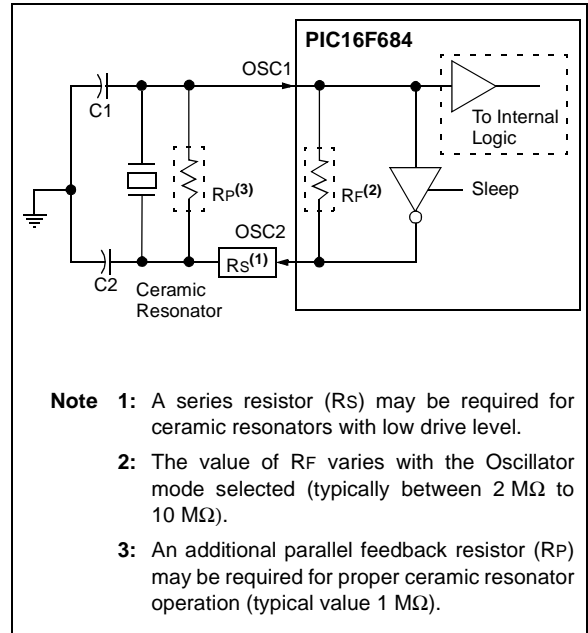 PIC16F684
OSC1
C1
To Internal
Logic
RP(3)
RF(2)
Sleep
OSC2
RS(1)
C2
Ceramic
Resonator
Note 1: A series resistor (RS) may be required for
ceramic resonators with low drive level.
2: The value of RF varies with the Oscillator
mode selected (typically between 2 MΩ to
10 MΩ).
3: An additional parallel feedback resistor (RP)
may be required for proper ceramic resonator
operation (typical value 1 MΩ).